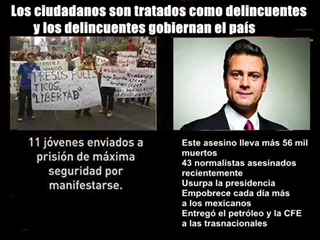 Los ciudadanos son tratados como delincuentes
y los delincuentes gobiernan el país
PRESOS POLÍ
TICOS,
¡LIBERTAD!
11 jóvenes enviados a
prisión de máxima
seguridad por
manifestarse.
Este asesino lleva más 56 mil
muertos
43 normalistas asesinados
recientemente
Usurpa la presidencia
Empobrece cada día más
a los mexicanos
Entregó el petróleo y la CFE
a las trasnacionales